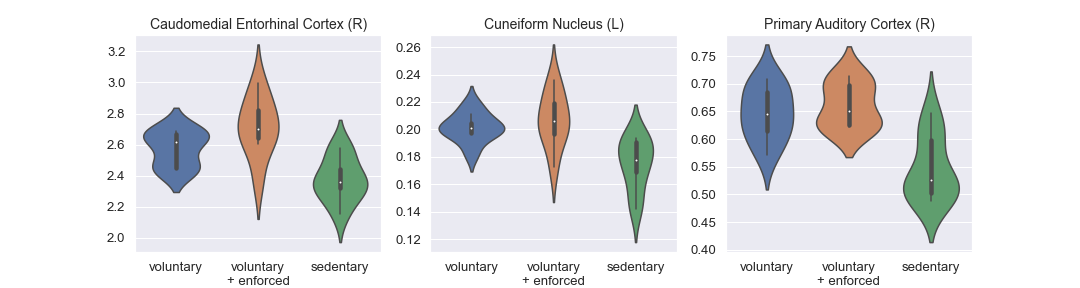 Caudomedial Entorhinal Cortex (R)
3.2
3.0
2.8
2.6
2.4
2.2
2.0
voluntary
voluntary
+ enforced
sedentary
Cuneiform Nucleus (L)
0.26
0.24
0.22
0.20
0.18
0.16
0.14
0.12
voluntary
voluntary
+ enforced
sedentary
Primary Auditory Cortex (R)
0.75
0.70
0.65
0.60
0.55
0.50
0.45
0.40
voluntary
voluntary
+ enforced
sedentary